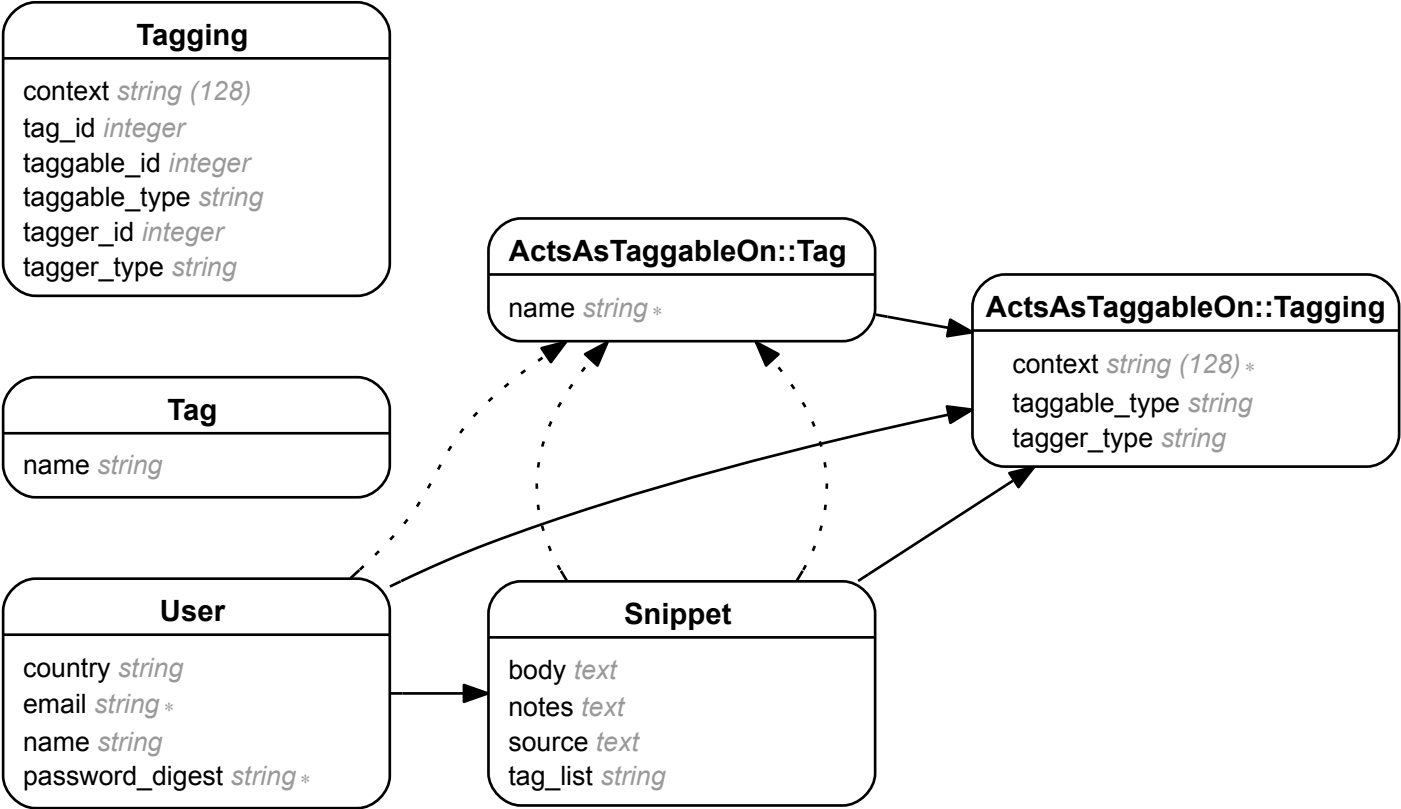 Tagging
context string (128)
tag_id integer
taggable_id integer
taggable_type string
tagger_id integer
tagger_type string
Tag
name string
User
country string
email string *
name string
password_digest string *
ActsAsTaggableOn::Tag
name string *
Snippet
body text
notes text
source text
tag_list string
ActsAsTaggableOn::Tagging
context string (128) *
taggable_type string
tagger_type string